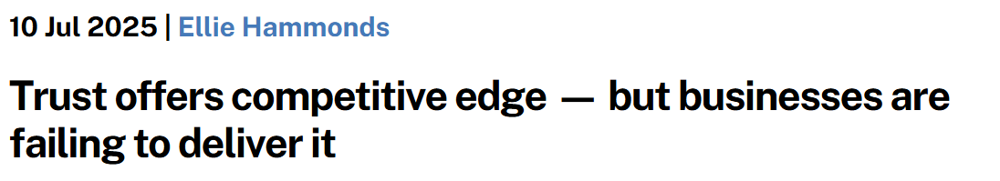 10 Jul 2025 | Ellie Hammonds
Trust offers competitive edge — but businesses are
failing to deliver it